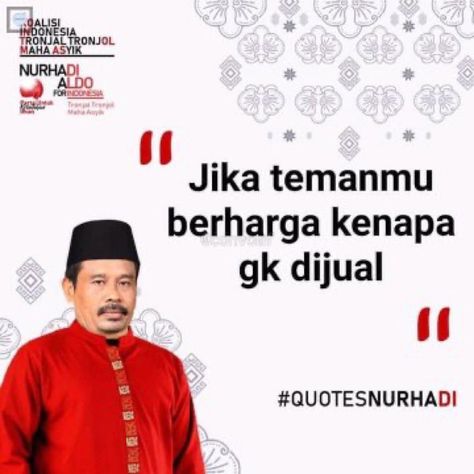 KOALISI
INDONESIA
TRONJAL TRONJOL
MAHA ASYIK
NURHADI
ALDO
FOR INDONESIA
Tronjal Tronjol
Maha Asyik
"
Jika temanmu
berharga kenapa
gk dijual
"
#QUOTESNURHADI